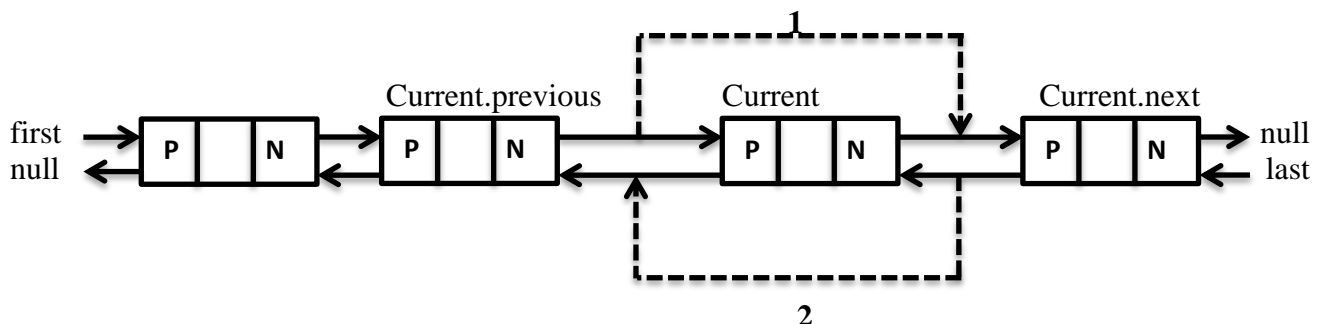 1
Current.previous Current Current.next
first P N P N P N P N null
null last
2